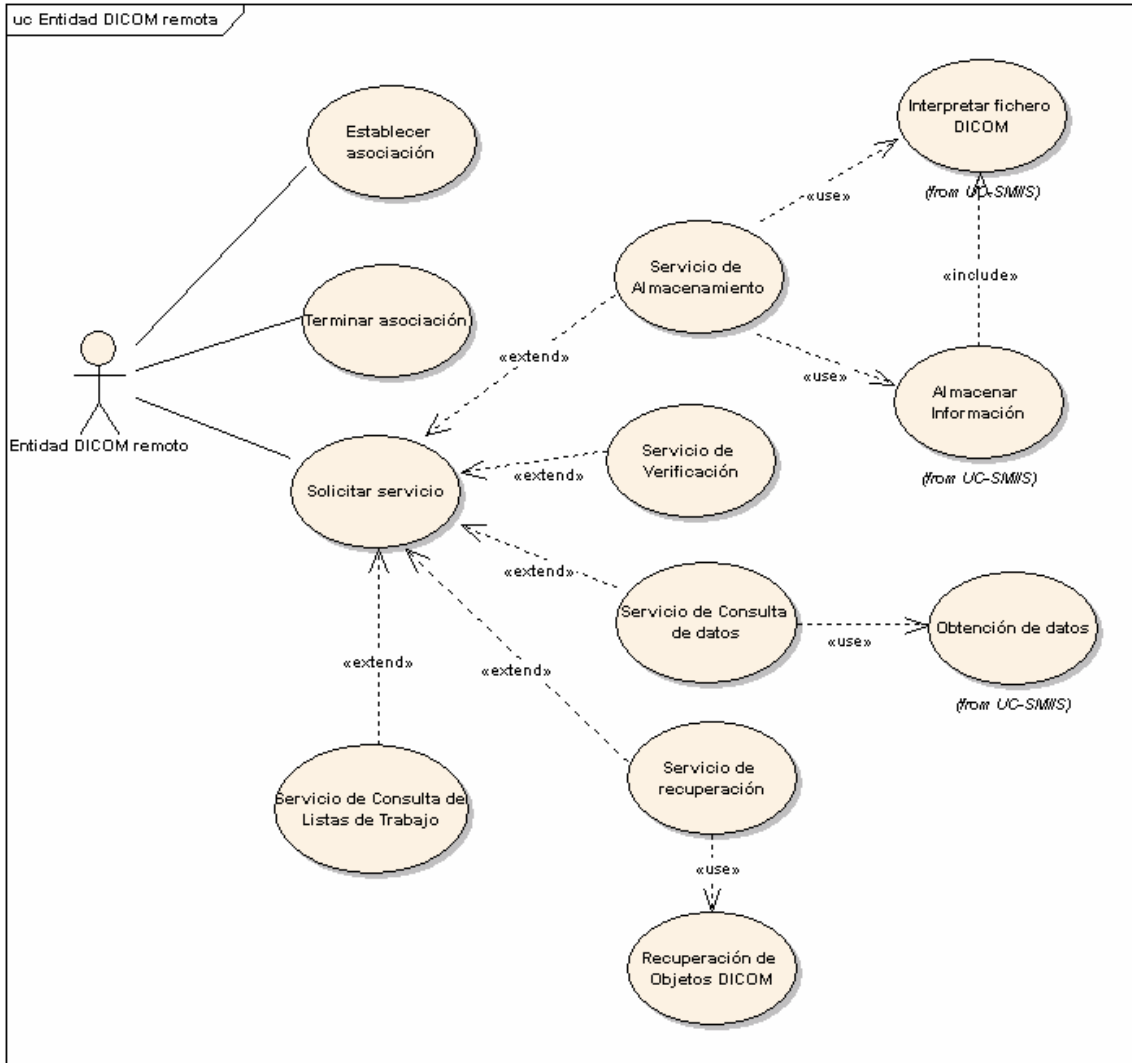 uc Entidad DICOM remota
Establecer
asociación
Interpretar fichero
DICOM
(from UC-SMIIS)
«use»
Servicio de
Almacenamiento
«include»
Terminar asociación
«extend»
«use»
Almacenar
Información
(from UC-SMIIS)
Entidad DICOM remoto
Servicio de
Verificación
«extend»
Solicitar servicio
«extend»
Servicio de Consulta
de datos
«use»
Obtención de datos
(from UC-SMIIS)
«extend»
«extend»
Servicio de
recuperación
Servicio de Consulta de
Listas de Trabajo
«use»
Recuperación de
Objetos DICOM